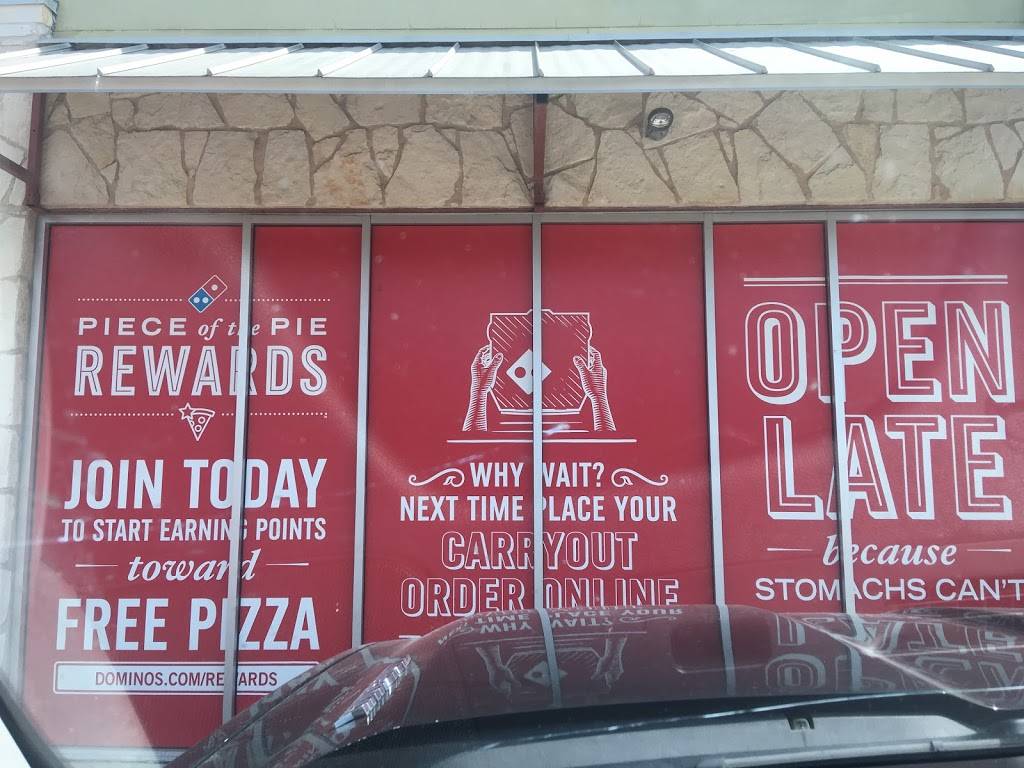 PIECE of the PIE
REWARDS
JOIN TODAY
TO START EARNING POINTS
toward
FREE PIZZA
DOMINOS.COM/REWARDS
WHY WAIT?
NEXT TIME PLACE YOUR
CARRYOUT
ORDER ONLINE
OPEN
LATE
because
STOMACHS CAN'T